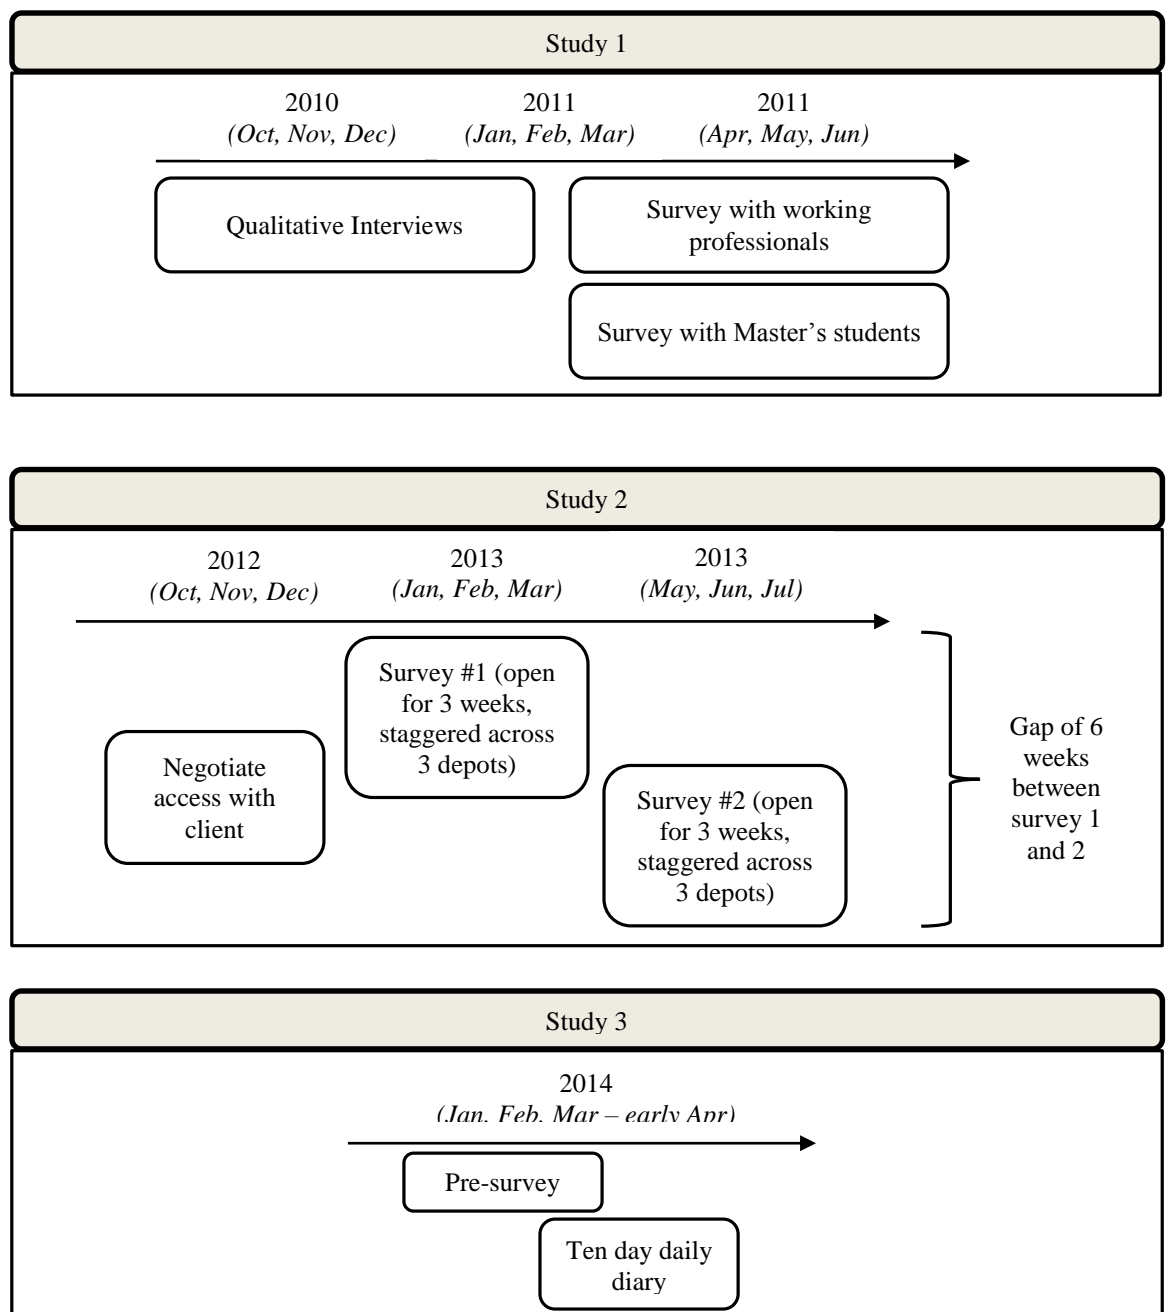 Study 1
2010
(Oct, Nov, Dec)
2011
(Jan, Feb, Mar)
2011
(Apr, May, Jun)
Qualitative Interviews
Survey with working
professionals
Survey with Master’s students
Study 2
2012
(Oct, Nov, Dec)
2013
(Jan, Feb, Mar)
2013
(May, Jun, Jul)
Negotiate
access with
client
Survey #1 (open
for 3 weeks,
staggered across
3 depots)
Survey #2 (open
for 3 weeks,
staggered across
3 depots)
Gap of 6
weeks
between
survey 1
and 2
Study 3
2014
(Jan, Feb, Mar – early Apr)
Pre-survey
Ten day daily
diary